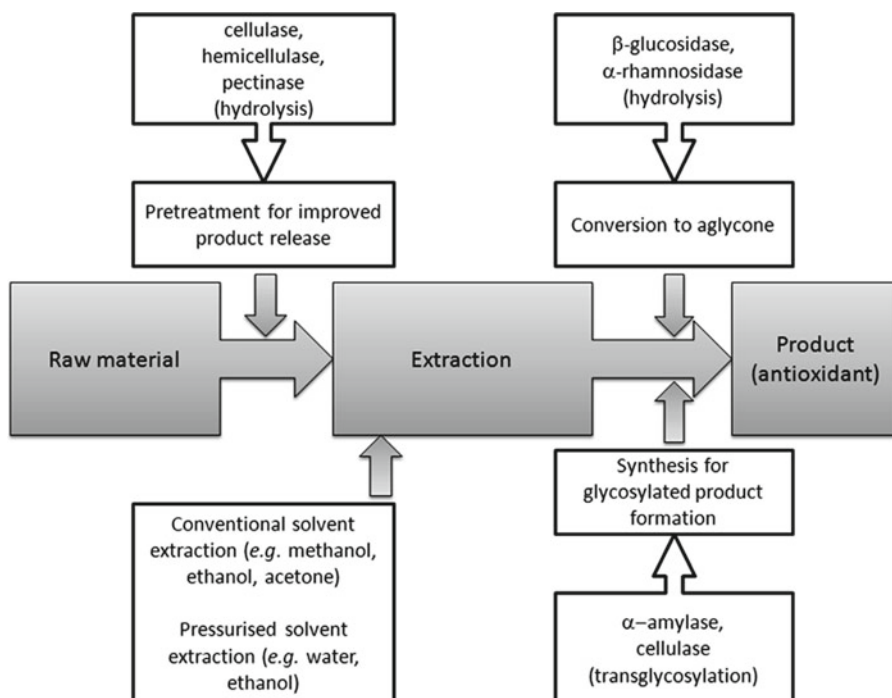 cellulase,
hemicellulase,
pectinase
(hydrolysis)
β-glucosidase,
α-rhamnosidase
(hydrolysis)
Pretreatment for improved
product release
Conversion to aglycone
Raw material
Extraction
Product
(antioxidant)
Conventional solvent
extraction (e.g. methanol,
ethanol, acetone)
Pressurised solvent
extraction (e.g. water,
ethanol)
Synthesis for
glycosylated product
formation
α–amylase,
cellulase
(transglycosylation)